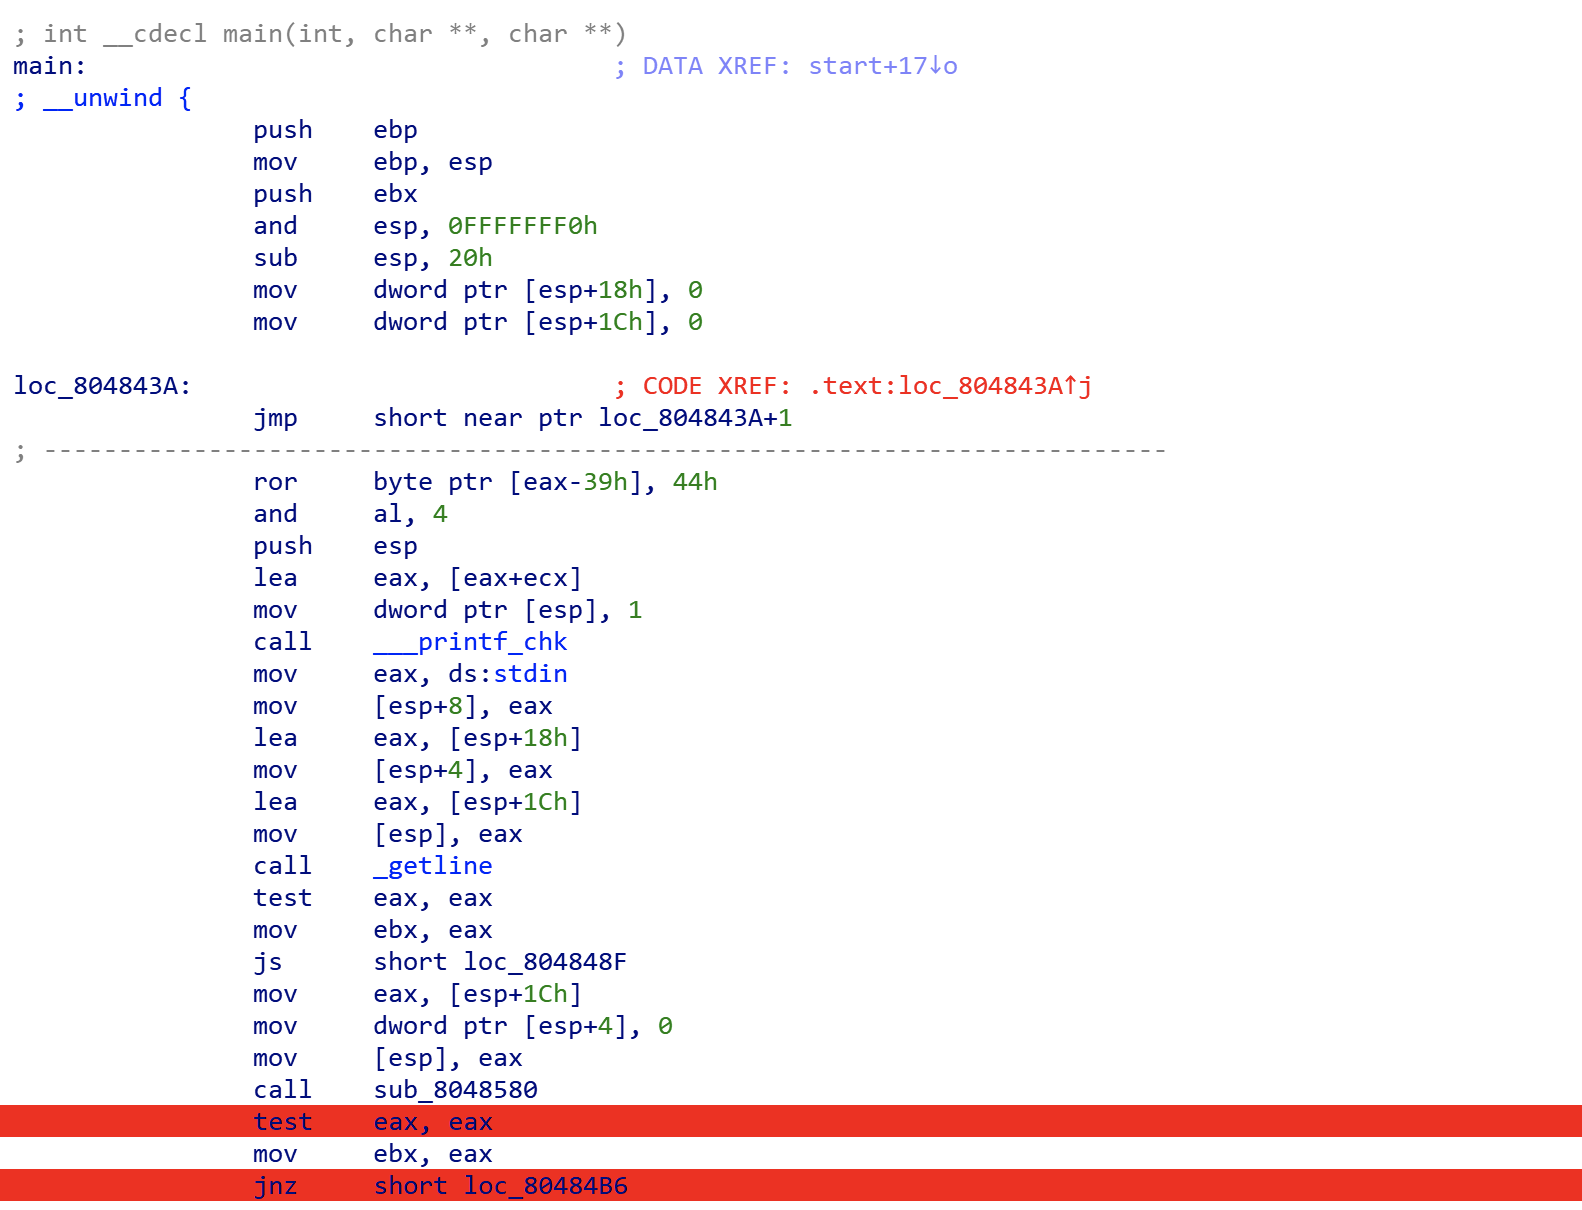 ; int __cdecl main(int, char **, char **)
main: ; DATA XREF: start+17↓o
; __unwind {
push ebp
mov ebp, esp
push ebx
and esp, 0FFFFFFF0h
sub esp, 20h
mov dword ptr [esp+18h], 0
mov dword ptr [esp+1Ch], 0
loc_804843A: ; CODE XREF: .text:loc_804843A↑j
jmp short near ptr loc_804843A+1
; ---------------------------------------------------------------------------
ror byte ptr [eax-39h], 44h
and al, 4
push esp
lea eax, [eax+ecx]
mov dword ptr [esp], 1
call ___printf_chk
mov eax, ds:stdin
mov [esp+8], eax
lea eax, [esp+18h]
mov [esp+4], eax
lea eax, [esp+1Ch]
mov [esp], eax
call _getline
test eax, eax
mov ebx, eax
js short loc_804848F
mov eax, [esp+1Ch]
mov dword ptr [esp+4], 0
mov [esp], eax
call sub_8048580
test eax, eax
mov ebx, eax
jnz short loc_80484B6